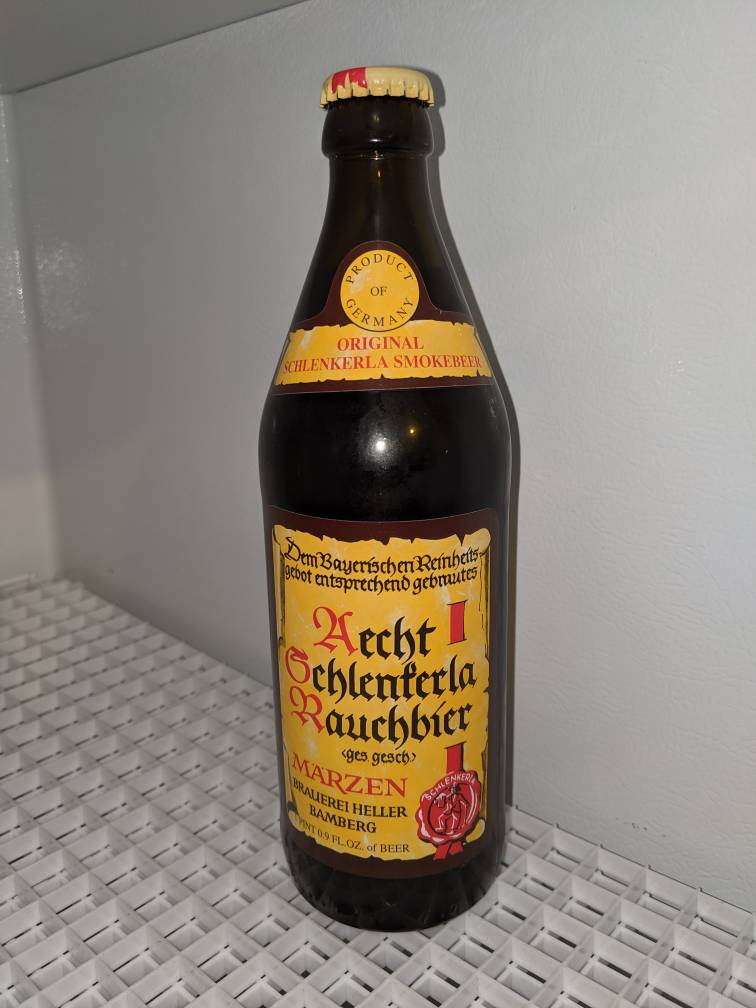 PRODUCT
OF
GERMANY
ORIGINAL
SCHLENKERLA SMOKEBEER
Dem Bayerischen Reinheits-
gebot entsprechend gebrautes
Aecht
Schlenkerla
Rauchbier
‹ges. gesch.›
MÄRZEN
BRAUEREI HELLER
BAMBERG
1 PINT 0.9 FL.OZ. of BEER
SCHLENKERLA